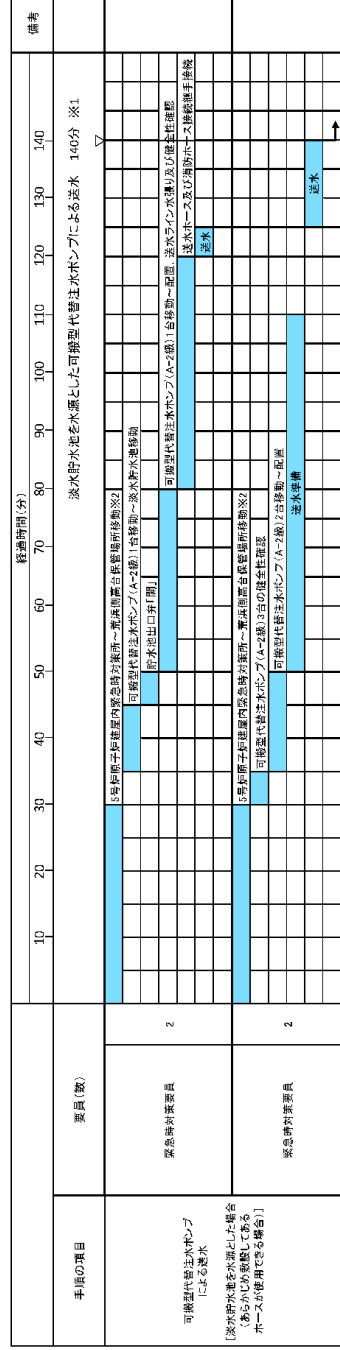 経過時間(分)
備考
10 20 30 40 50 60 70 80 90 100 110 120 130 140
手順の項目
要員(数)
淡水貯水池を水源とした可搬型代替注水ポンプによる送水 140分 ※1
可搬型代替注水ポンプ
による送水
[淡水貯水池を水源とした場合
(あらかじめ敷設してある
ホースが使用できる場合)]
緊急時対策要員
2
5号炉原子炉建屋内緊急時対策所～荒浜側高台保管場所移動※2
可搬型代替注水ポンプ(A-2級)1台移動～淡水貯水池移動
貯水池出口弁「開」
可搬型代替注水ポンプ(A-2級)1台移動～配置, 送水ライン水張り及び健全性確認
送水ホース及び消防ホース接続継手接続
送水
緊急時対策要員
2
5号炉原子炉建屋内緊急時対策所～荒浜側高台保管場所移動※2
可搬型代替注水ポンプ(A-2級)3台の健全性確認
可搬型代替注水ポンプ(A-2級)2台移動～配置
送水準備
送水